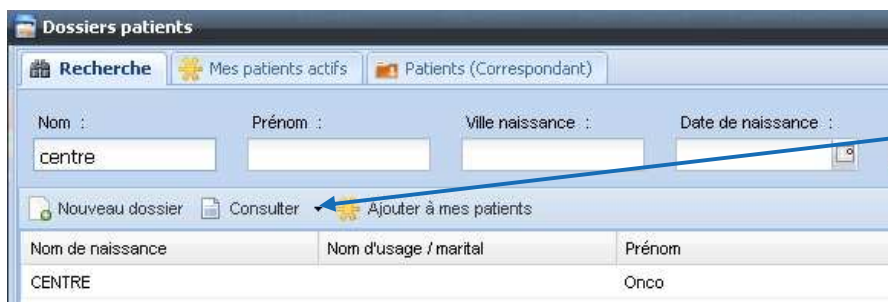 Dossiers patients
Recherche Mes patients actifs Patients (Correspondant)
Nom : Prénom : Ville naissance : Date de naissance :
centre
Nouveau dossier Consulter Ajouter à mes patients
Nom de naissance Nom d'usage / marital Prénom
CENTRE Onco